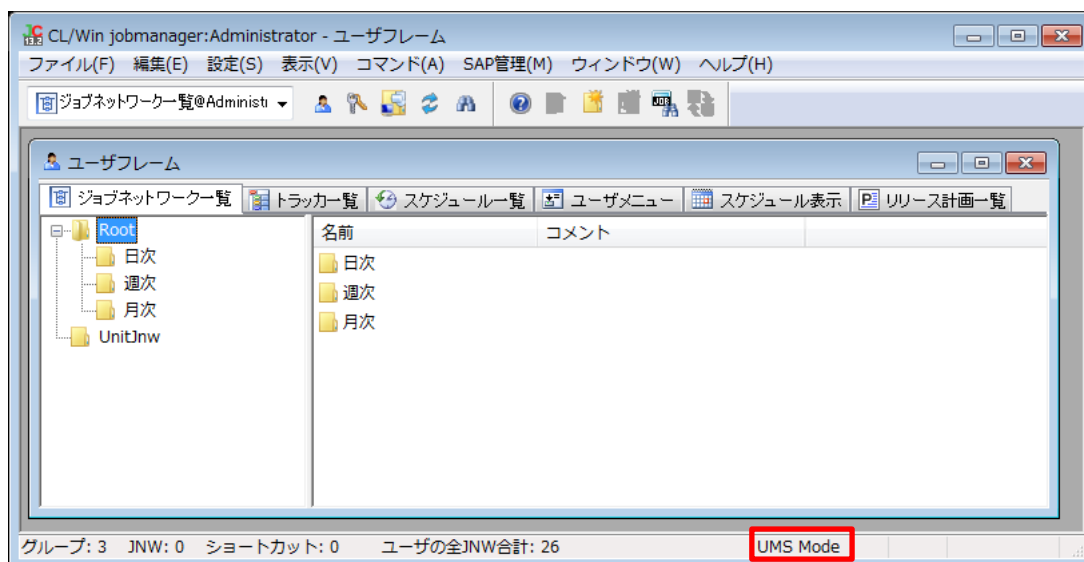 CL/Win jobmanager:Administrator - ユーザフレーム
ファイル(F) 編集(E) 設定(S) 表示(V) コマンド(A) SAP管理(M) ウィンドウ(W) ヘルプ(H)
ジョブネットワーク一覧@Administr
ユーザフレーム
ジョブネットワーク一覧 トラッカ一覧 スケジュール一覧 ユーザメニュー スケジュール表示 リリース計画一覧
Root 名前 コメント
日次 日次
週次 週次
月次 月次
UnitJnw
グループ: 3 JNW: 0 ショートカット: 0 ユーザの全JNW合計: 26 UMS Mode